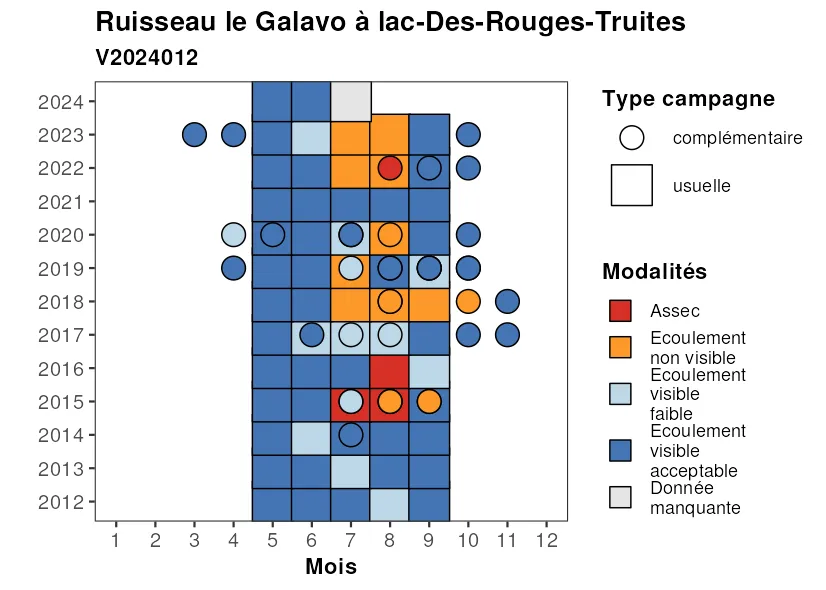 Ruisseau le Galavo à lac-Des-Rouges-Truites
V2024012
2024
2023
2022
2021
2020
2019
2018
2017
2016
2015
2014
2013
2012
1 2 3 4 5 6 7 8 9 10 11 12
Mois
Type campagne
complémentaire
usuelle
Modalités
Assec
Ecoulement
non visible
Ecoulement
visible
faible
Ecoulement
visible
acceptable
Donnée
manquante